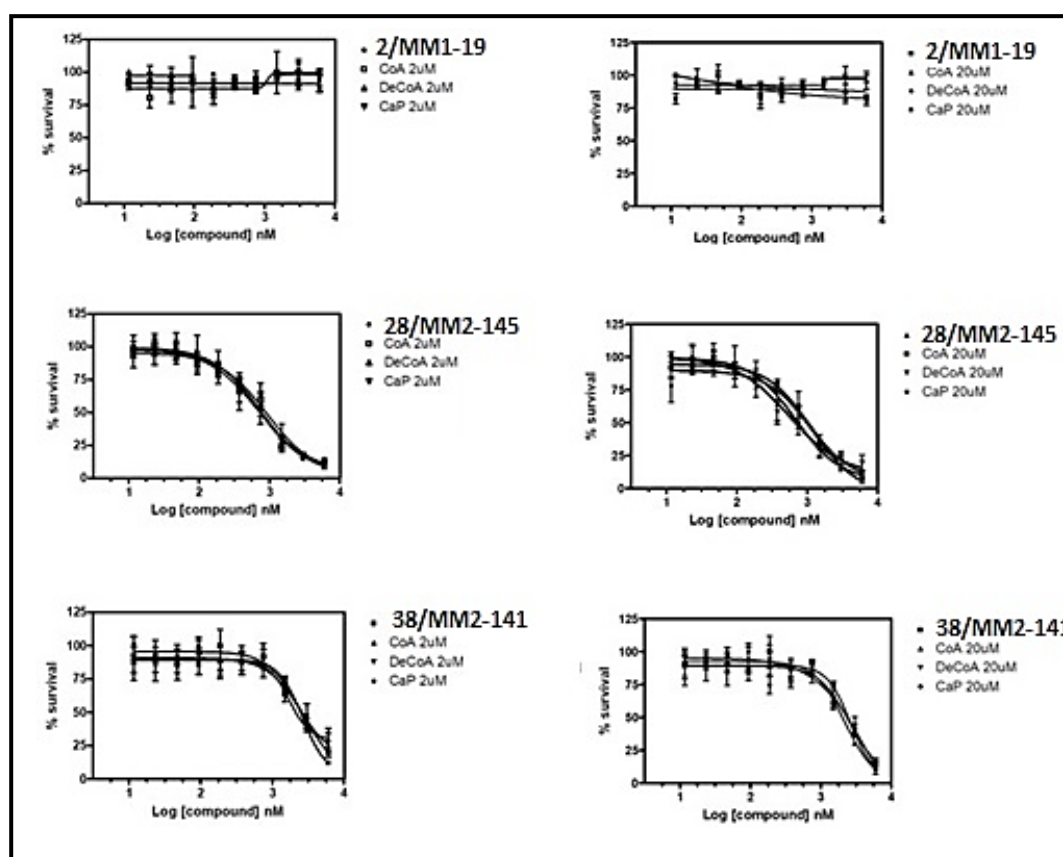 125
100
75
50
25
0
% survival
1 2 3 4
Log [compound] nM
2/MM1-19
CoA 2uM
DeCoA 2uM
CaP 2uM
125
100
75
50
25
0
% survival
1 2 3 4
Log [compound] nM
2/MM1-19
CoA 20uM
DeCoA 20uM
CaP 20uM
125
100
75
50
25
0
% survival
1 2 3 4
Log [compound] nM
28/MM2-145
CoA 2uM
DeCoA 2uM
CaP 2uM
125
100
75
50
25
0
% survival
1 2 3 4
Log [compound] nM
28/MM2-145
CoA 20uM
DeCoA 20uM
CaP 20uM
125
100
75
50
25
0
% survival
1 2 3 4
Log [compound] nM
38/MM2-141
CoA 2uM
DeCoA 2uM
CaP 2uM
125
100
75
50
25
0
% survival
1 2 3 4
Log [compound] nM
38/MM2-141
CoA 20uM
DeCoA 20uM
CaP 20uM